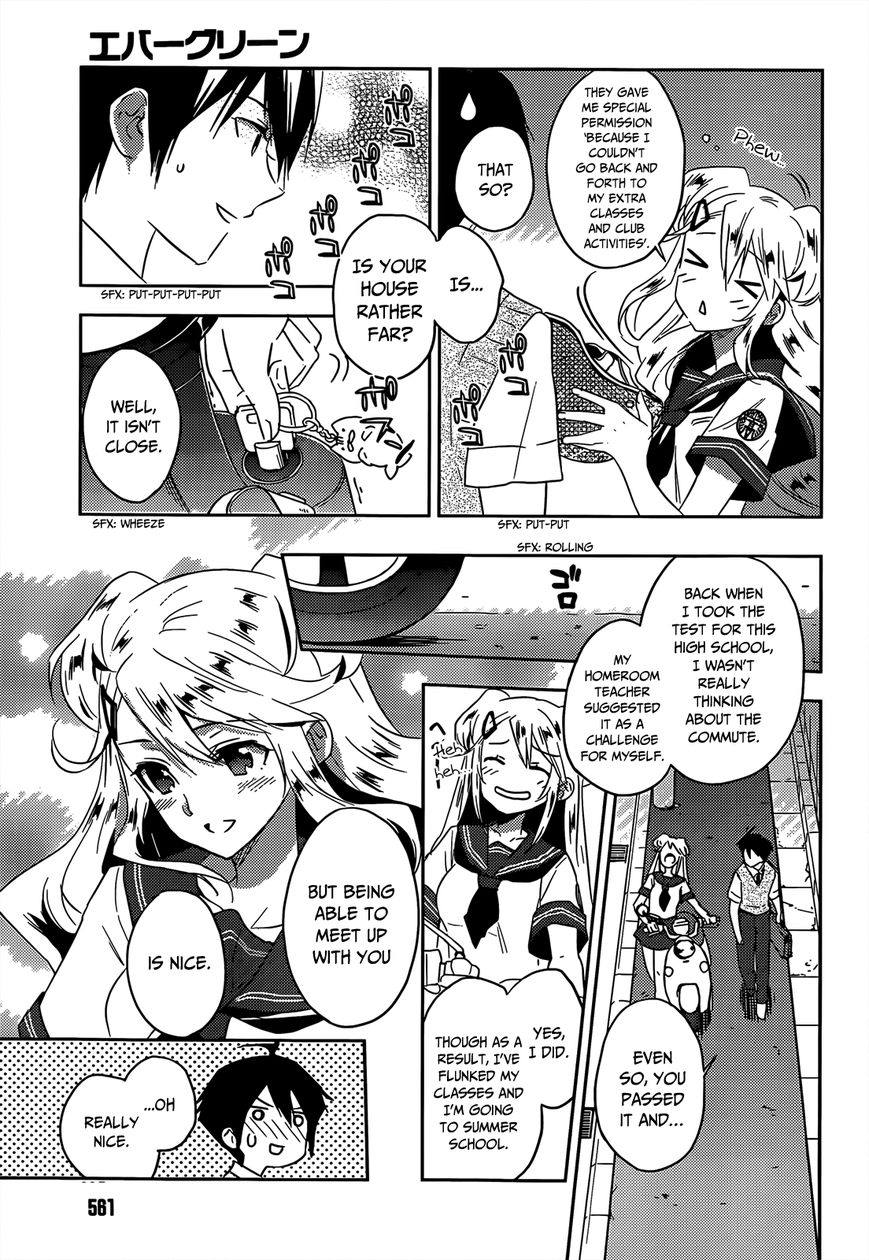 エバーグリーン
THEY GAVE
ME SPECIAL
PERMISSION
'BECAUSE I
COULDN'T
GO BACK AND
FORTH TO
MY EXTRA
CLASSES
AND CLUB
ACTIVITIES'.
Phew...
THAT
SO?
IS...
SFX: PUT-PUT
IS YOUR
HOUSE
RATHER
FAR?
SFX: PUT-PUT-PUT-PUT
WELL,
IT ISN'T
CLOSE.
SFX: WHEEZE
SFX: ROLLING
ゴロ
BACK WHEN
I TOOK THE
TEST FOR THIS
HIGH SCHOOL,
I WASN'T
REALLY
THINKING
ABOUT THE
COMMUTE.
MY
HOMEROOM
TEACHER
SUGGESTED
IT AS A
CHALLENGE
FOR MYSELF.
EVEN
SO, YOU
PASSED
IT AND...
Heh
heh...
YES,
I DID.
THOUGH AS A
RESULT, I'VE
FLUNKED MY
CLASSES AND
I'M GOING
TO SUMMER
SCHOOL.
BUT BEING
ABLE TO
MEET UP
WITH YOU
IS NICE.
...OH
REALLY
NICE.
561